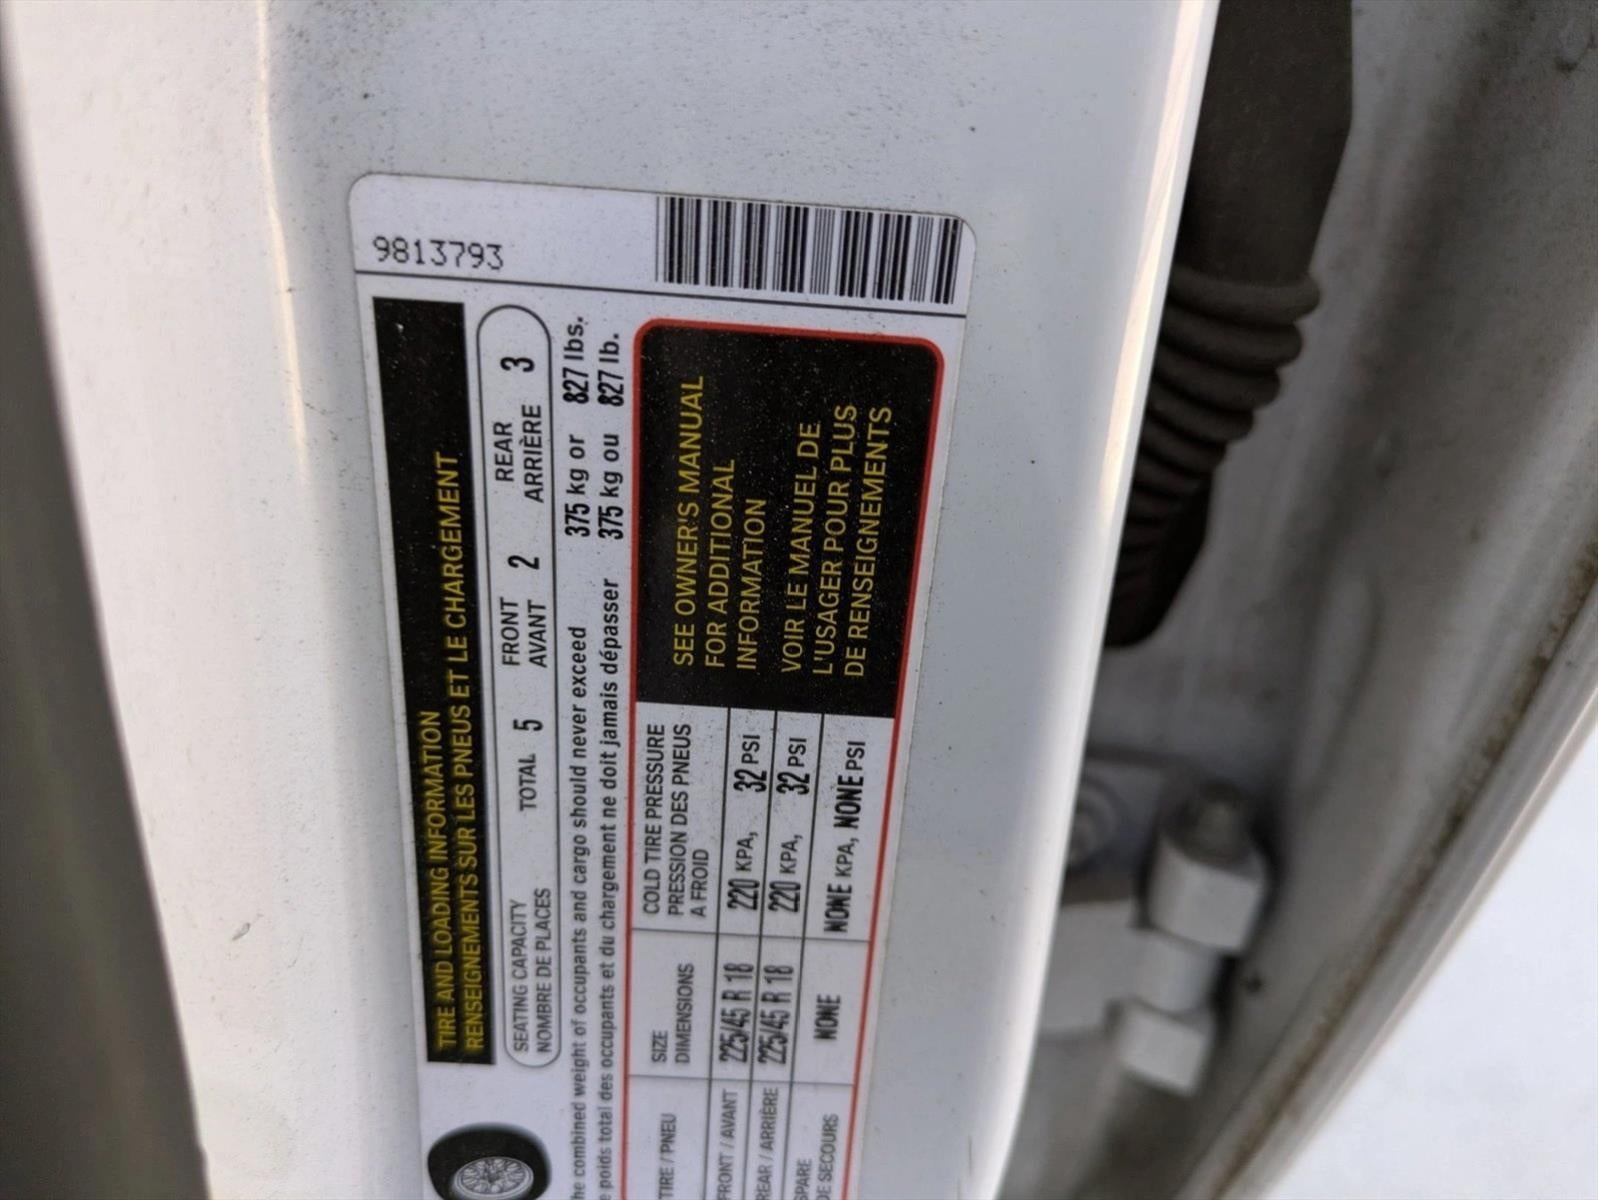 9813793
TIRE AND LOADING INFORMATION
RENSEIGNEMENTS SUR LES PNEUS ET LE CHARGEMENT
SEATING CAPACITY
NOMBRE DE PLACES
TOTAL 5
FRONT
AVANT 2
REAR
ARRIÈRE 3
he combined weight of occupants and cargo should never exceed 375 kg or 827 lbs.
e poids total des occupants et du chargement ne doit jamais dépasser 375 kg ou 827 lb.
TIRE / PNEU
SIZE
DIMENSIONS
COLD TIRE PRESSURE
PRESSION DES PNEUS
A FROID
FRONT / AVANT 225/45 R 18 220 KPA, 32 PSI
REAR / ARRIÈRE 225/45 R 18 220 KPA, 32 PSI
SPARE
DE SECOURS NONE NONE KPA, NONE PSI
SEE OWNER'S MANUAL
FOR ADDITIONAL
INFORMATION
VOIR LE MANUEL DE
L'USAGER POUR PLUS
DE RENSEIGNEMENTS